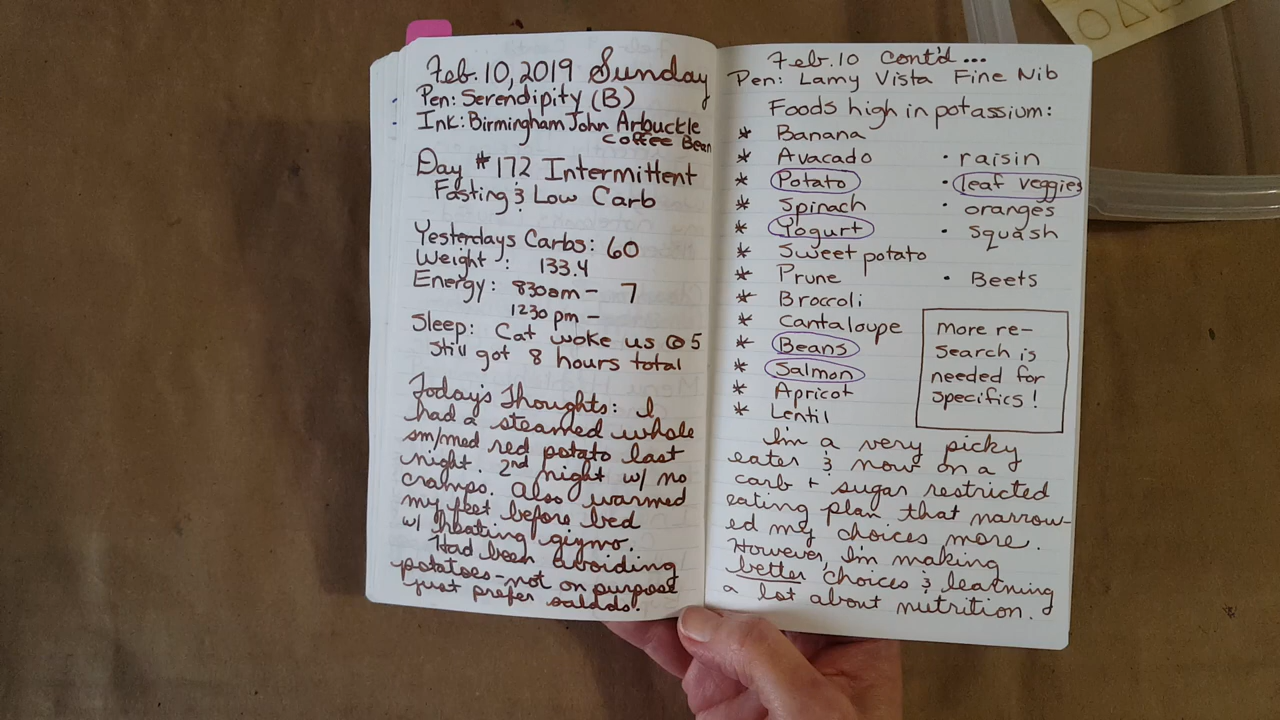 Feb. 10, 2019 Sunday
Pen: Serendipity (B)
Ink: Birmingham John Arbuckle
Coffee Bean
Day #172 Intermittent
Fasting & Low Carb
Yesterdays Carbs: 60
Weight : 133.4
Energy: 830am - 7
1230 pm -
Sleep: Cat woke us @ 5
Still got 8 hours total
Today's Thoughts: I
had a steamed whole
sm/med red potato last
night. 2nd night w/ no
cramps. Also warmed
my feet before bed
w/ heating gizmo.
Had been avoiding
potatoes - not on purpose
just prefer salads.
Feb. 10 Cont'd...
Pen: Lamy Vista Fine Nib
Foods high in potassium:
* Banana
* Avacado • raisin
* Potato • leaf veggies
* Spinach • oranges
* Yogurt • Squash
* Sweet potato
* Prune • Beets
* Broccoli
* Cantaloupe
* Beans
* Salmon
* Apricot
* Lentil
more re-
search is
needed for
specifics!
I'm a very picky
eater & now on a
carb + sugar restricted
eating plan that narrow-
ed my choices more.
However, I'm making
better choices & learning
a lot about nutrition.